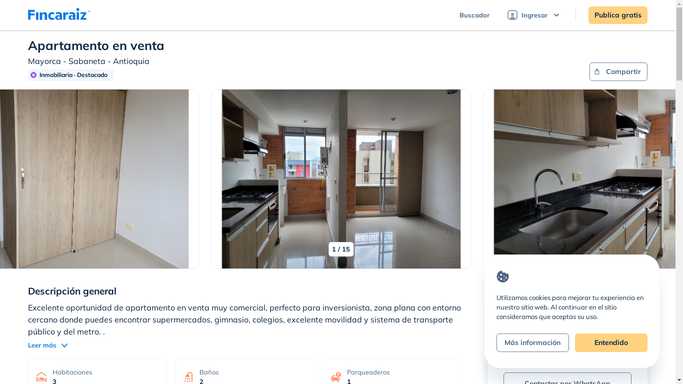 Fincaraiz
Buscador
Ingresar
Publica gratis
Apartamento en venta
Mayorca - Sabaneta - Antioquia
Inmobiliaria - Destacado
Compartir
1 / 15
Descripción general
Excelente oportunidad de apartamento en venta muy comercial, perfecto para inversionista, zona plana con entorno
cercano donde puedes encontrar supermercados, gimnasio, colegios, excelente movilidad y sistema de transporte
público y del metro. .
Leer más
Habitaciones
3
Baños
2
Parqueaderos
1
Utilizamos cookies para mejorar tu experiencia en
nuestro sitio web. Al continuar en el sitio
consideramos que aceptas su uso.
Más información
Entendido
Contactar por WhatsApp